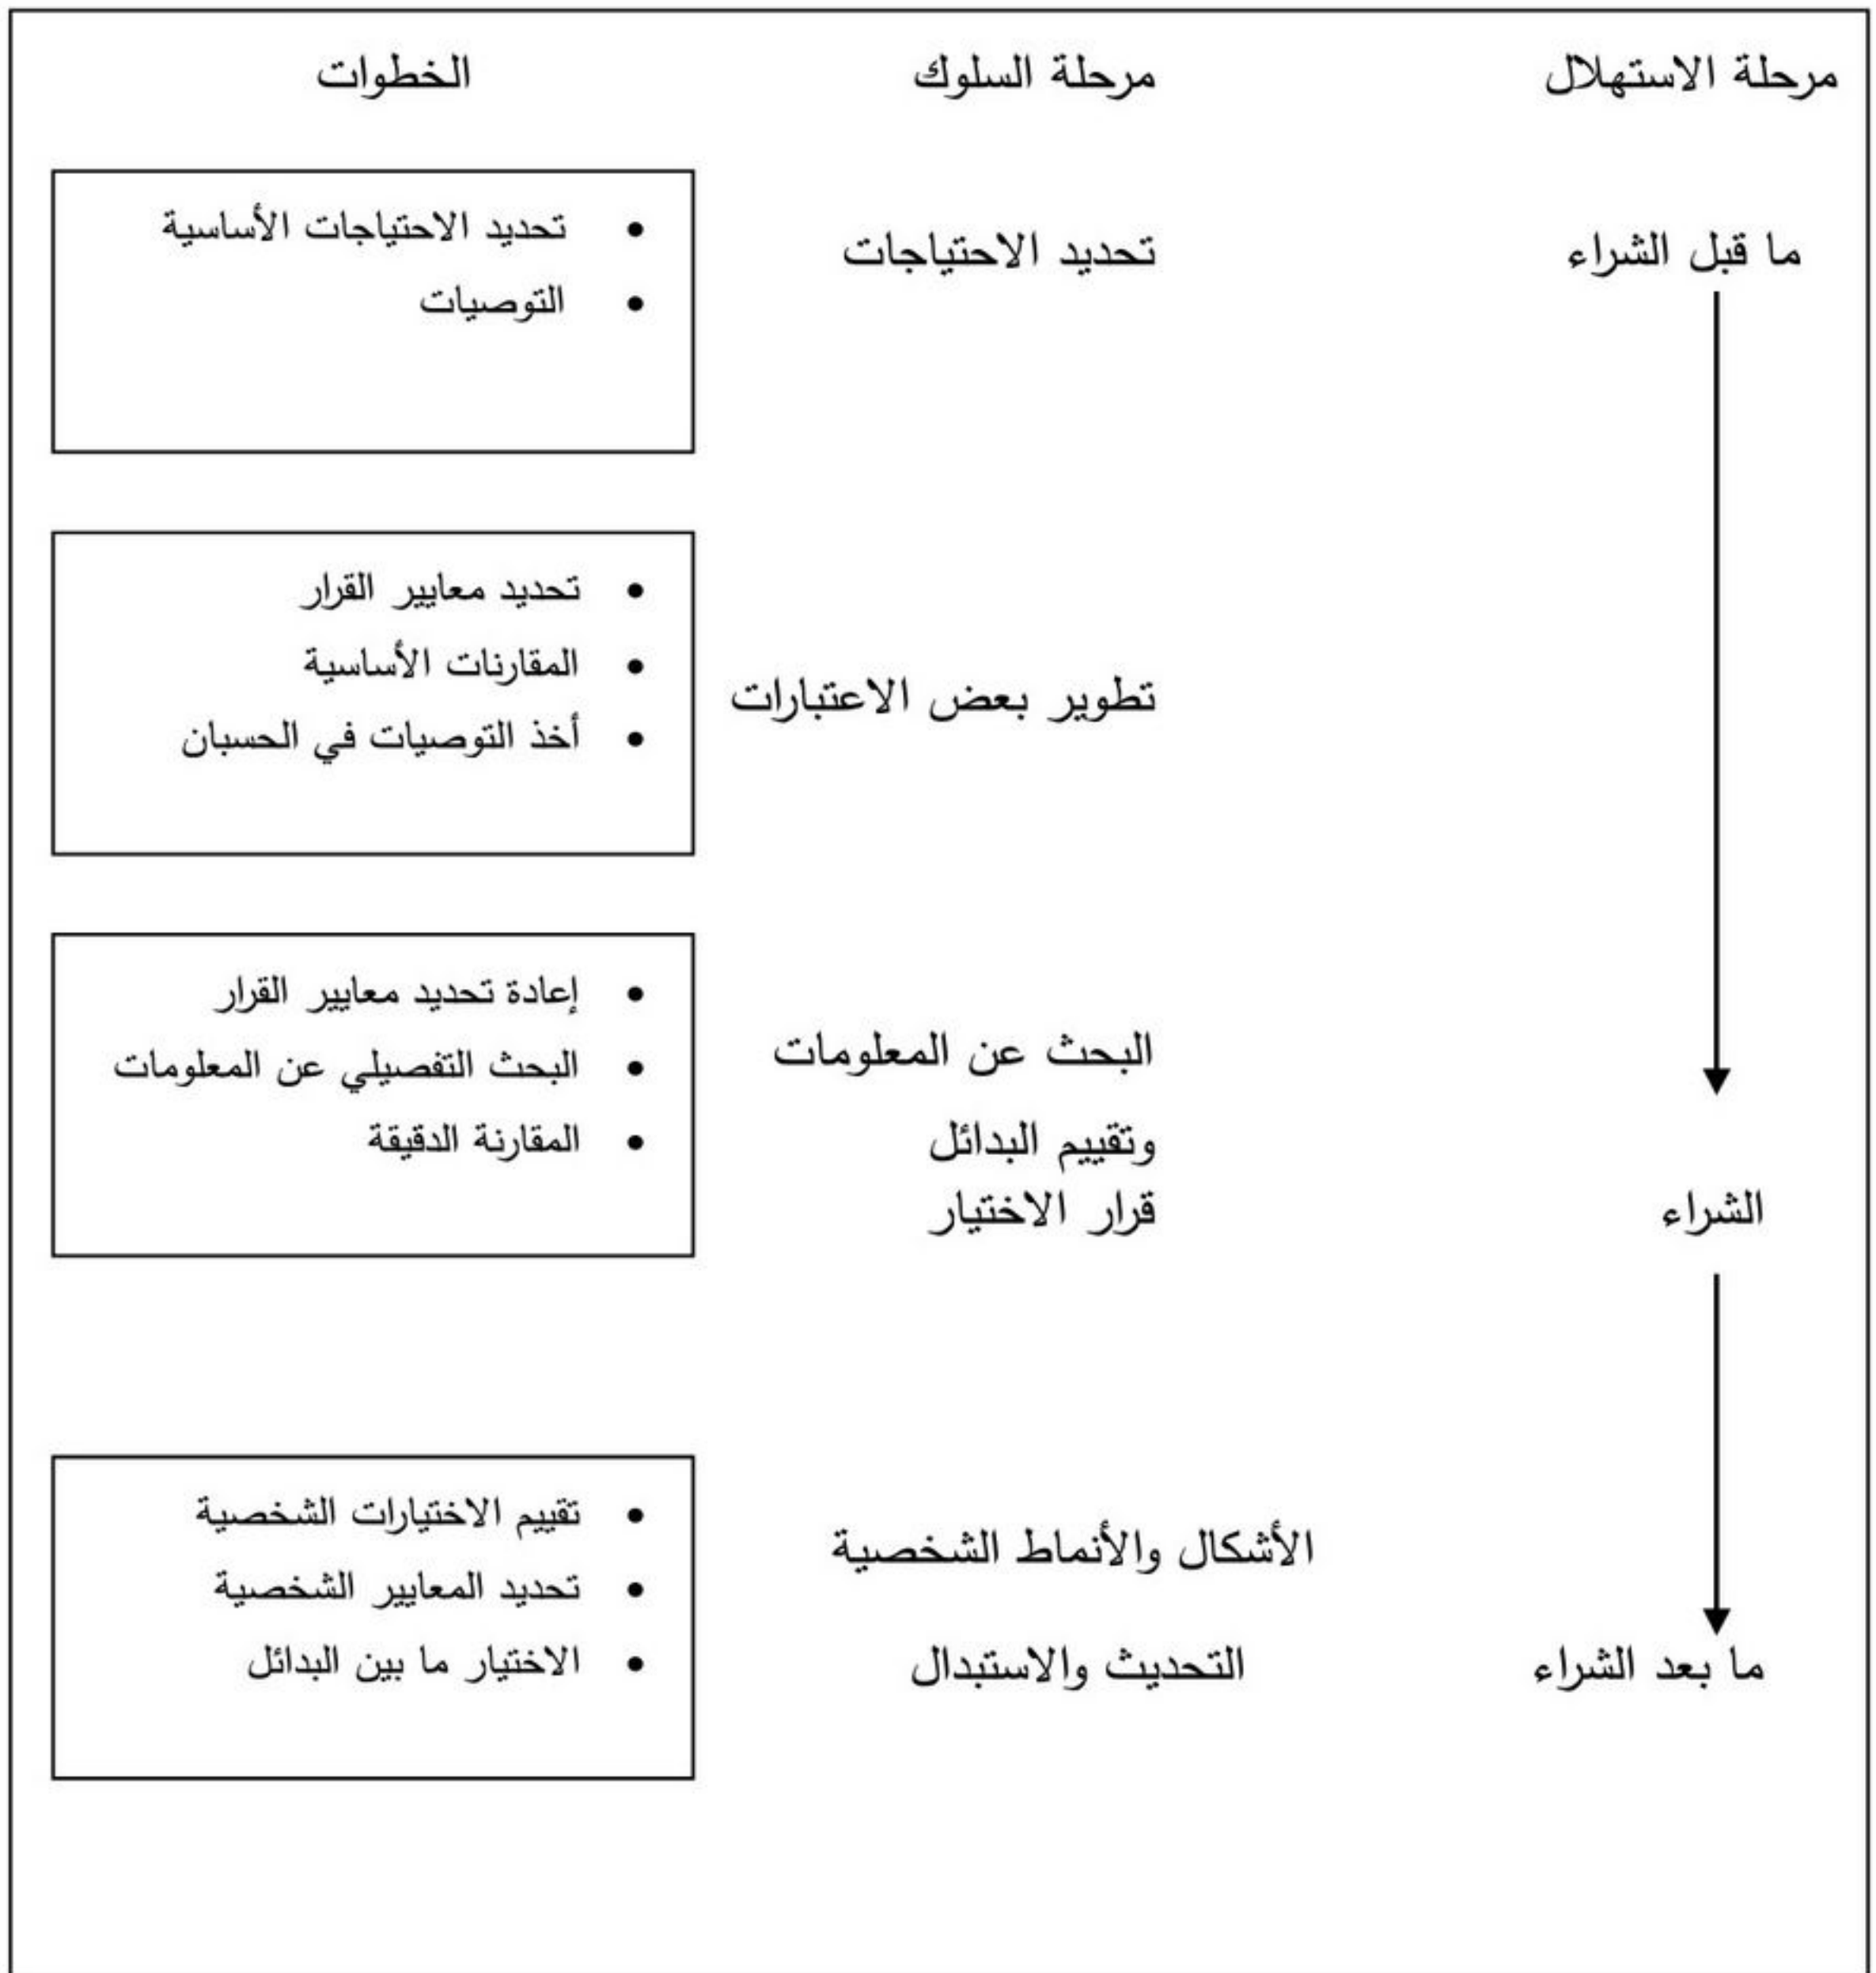 مرحلة الاستهلال
مرحلة السلوك
الخطوات
ما قبل الشراء
تحديد الاحتياجات
• تحديد الاحتياجات الأساسية
• التوصيات
تطوير بعض الاعتبارات
• تحديد معايير القرار
• المقارنات الأساسية
• أخذ التوصيات في الحسبان
الشراء
البحث عن المعلومات
وتقييم البدائل
قرار الاختيار
• إعادة تحديد معايير القرار
• البحث التفصيلي عن المعلومات
• المقارنة الدقيقة
ما بعد الشراء
الأشكال والأنماط الشخصية
التحديث والاستبدال
• تقييم الاختيارات الشخصية
• تحديد المعايير الشخصية
• الاختيار ما بين البدائل